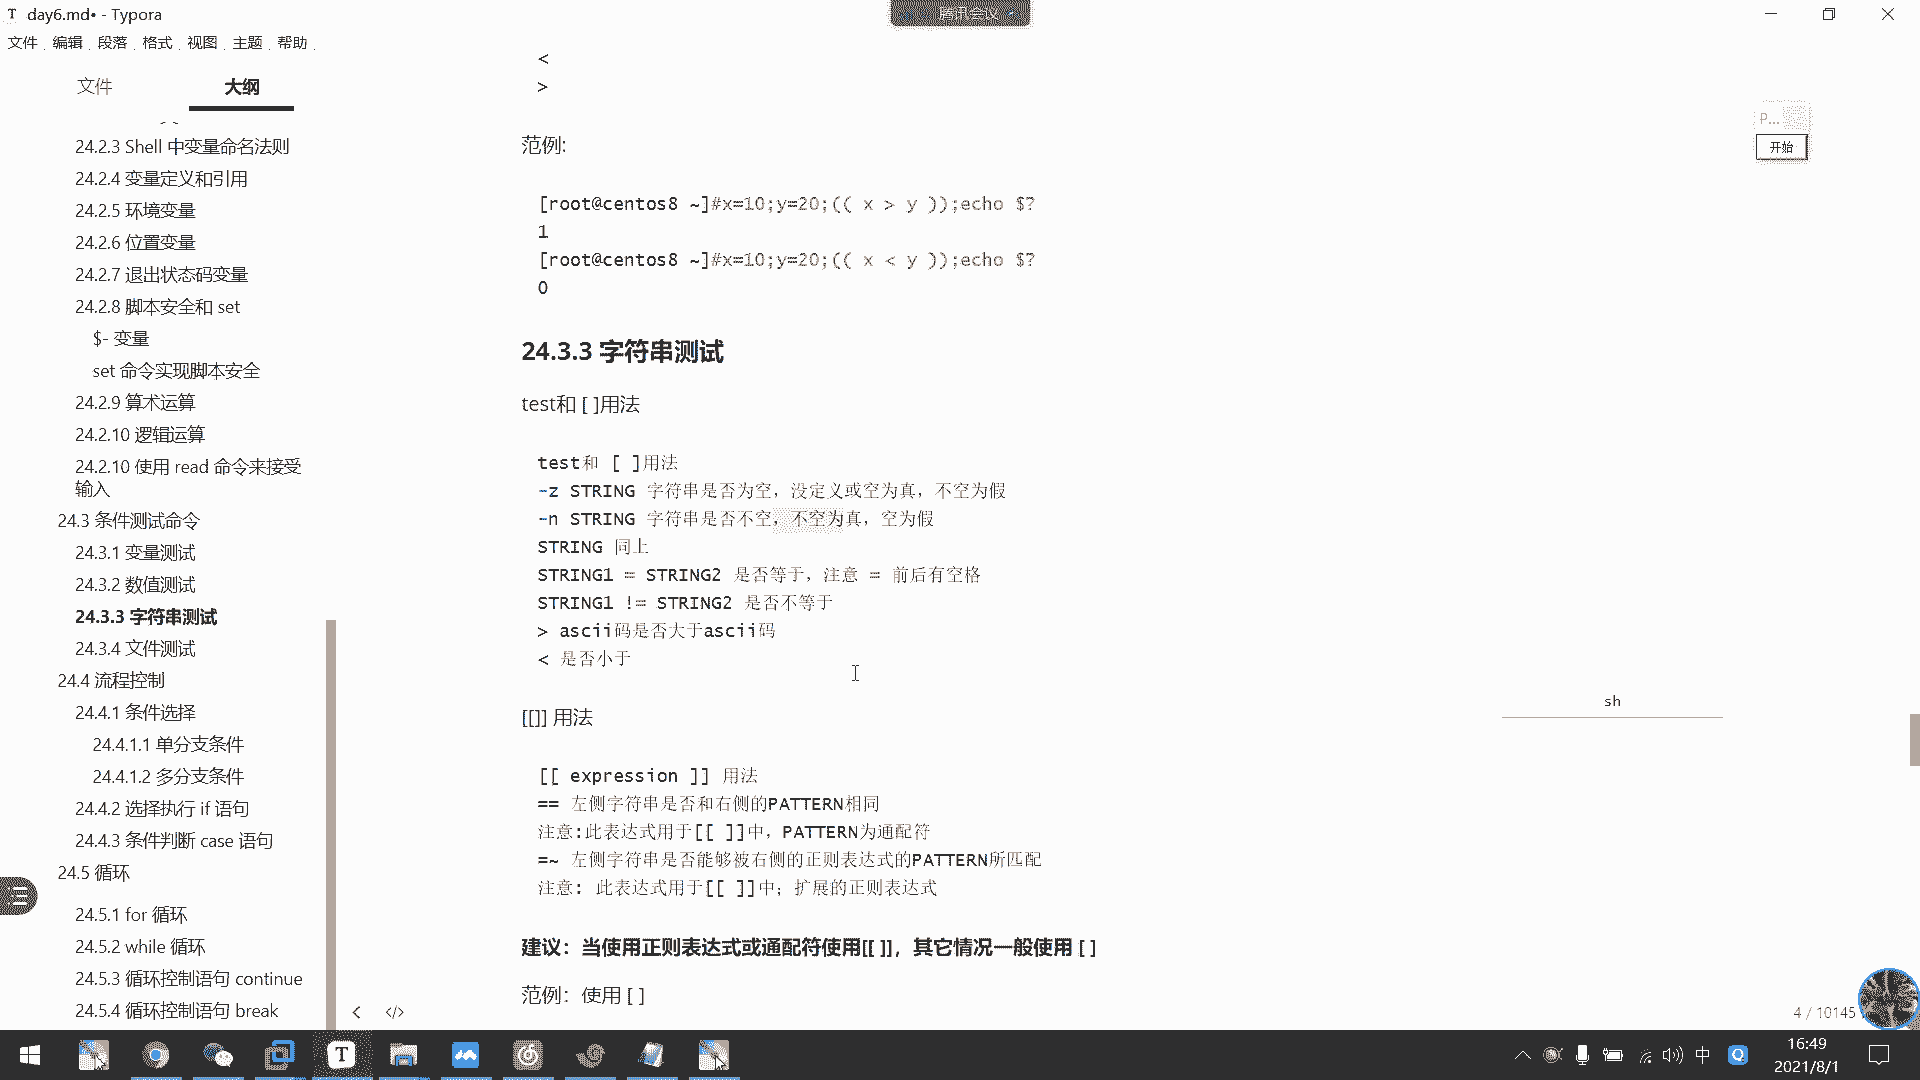 day6.md• - Typora
腾讯会议
文件 编辑 段落 格式 视图 主题 帮助
文件 大纲
24.2.3 Shell 中变量命名法则
24.2.4 变量定义和引用
24.2.5 环境变量
24.2.6 位置变量
24.2.7 退出状态码变量
24.2.8 脚本安全和 set
$- 变量
set 命令实现脚本安全
24.2.9 算术运算
24.2.10 逻辑运算
24.2.10 使用 read 命令来接受
输入
24.3 条件测试命令
24.3.1 变量测试
24.3.2 数值测试
24.3.3 字符串测试
24.3.4 文件测试
24.4 流程控制
24.4.1 条件选择
24.4.1.1 单分支条件
24.4.1.2 多分支条件
24.4.2 选择执行 if 语句
24.4.3 条件判断 case 语句
24.5 循环
24.5.1 for 循环
24.5.2 while 循环
24.5.3 循环控制语句 continue
24.5.4 循环控制语句 break
<
>
范例:
[root@centos8 ~]#x=10;y=20;(( x > y ));echo $?
1
[root@centos8 ~]#x=10;y=20;(( x < y ));echo $?
0
24.3.3 字符串测试
test和 [ ]用法
test和 [ ]用法
-z STRING 字符串是否为空，没定义或空为真，不空为假
-n STRING 字符串是否不空，不空为真，空为假
STRING 同上
STRING1 = STRING2 是否等于，注意 = 前后有空格
STRING1 != STRING2 是否不等于
> ascii码是否大于ascii码
< 是否小于
[[]] 用法
[[ expression ]] 用法
== 左侧字符串是否和右侧的PATTERN相同
注意:此表达式用于[[ ]]中，PATTERN为通配符
=~ 左侧字符串是否能够被右侧的正则表达式的PATTERN所匹配
注意: 此表达式用于[[ ]]中；扩展的正则表达式
建议：当使用正则表达式或通配符使用[[ ]]，其它情况一般使用 [ ]
范例：使用 [ ]
P...
开始
sh
4 / 10145
中
16:49
2021/8/1